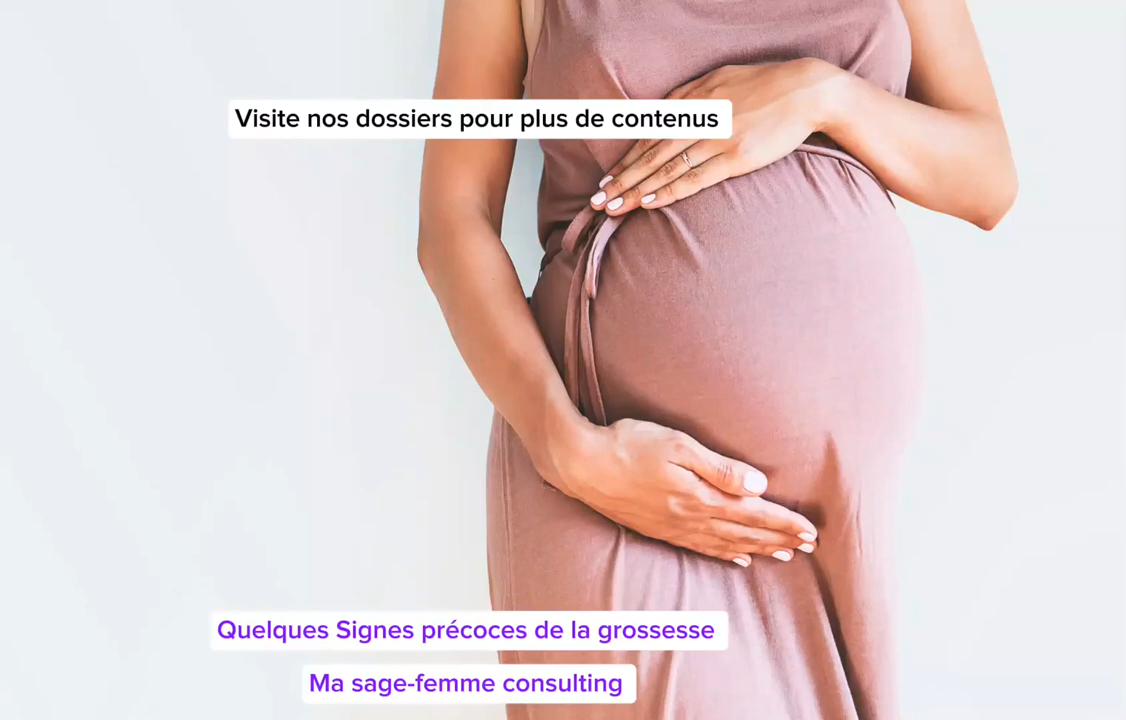 Visite nos dossiers pour plus de contenus
Quelques Signes précoces de la grossesse
Ma sage-femme consulting